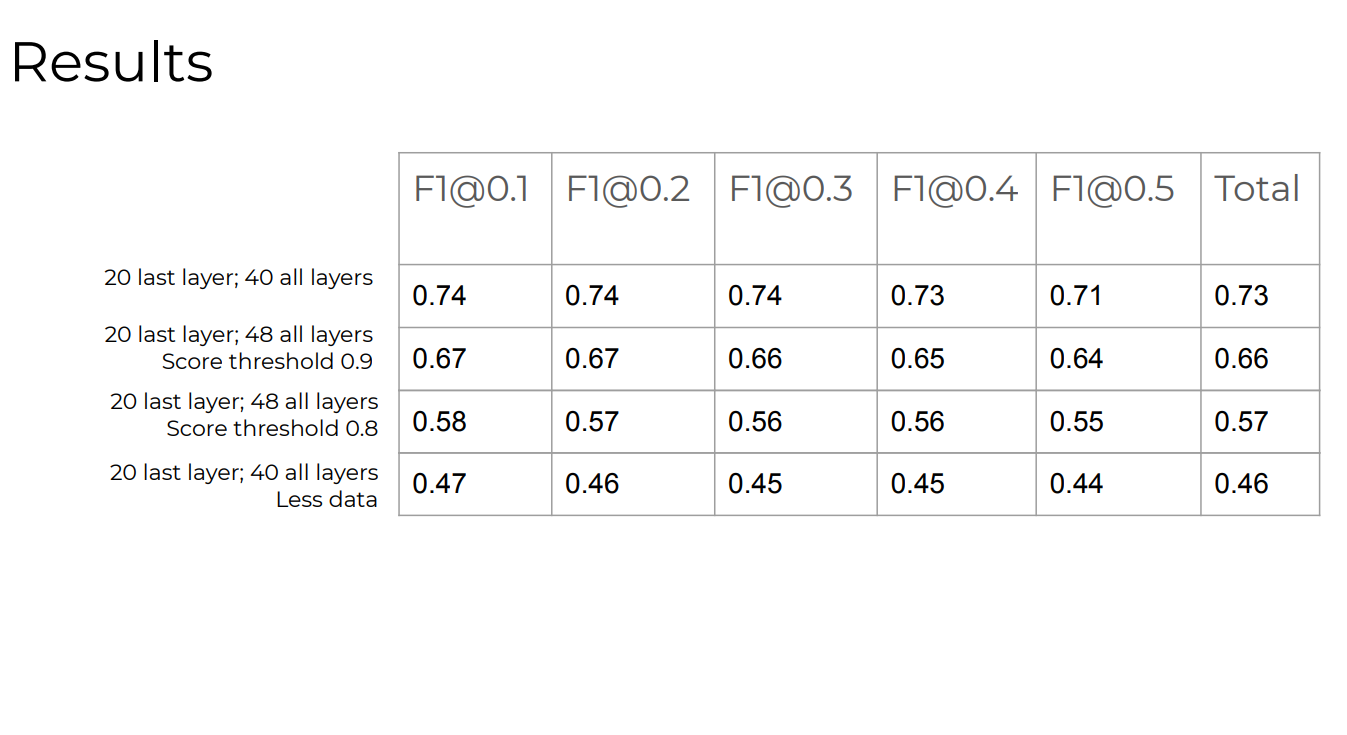 Results
F1@0.1 F1@0.2 F1@0.3 F1@0.4 F1@0.5 Total
20 last layer; 40 all layers
0.74 0.74 0.74 0.73 0.71 0.73
20 last layer; 48 all layers
Score threshold 0.9
0.67 0.67 0.66 0.65 0.64 0.66
20 last layer; 48 all layers
Score threshold 0.8
0.58 0.57 0.56 0.56 0.55 0.57
20 last layer; 40 all layers
Less data
0.47 0.46 0.45 0.45 0.44 0.46